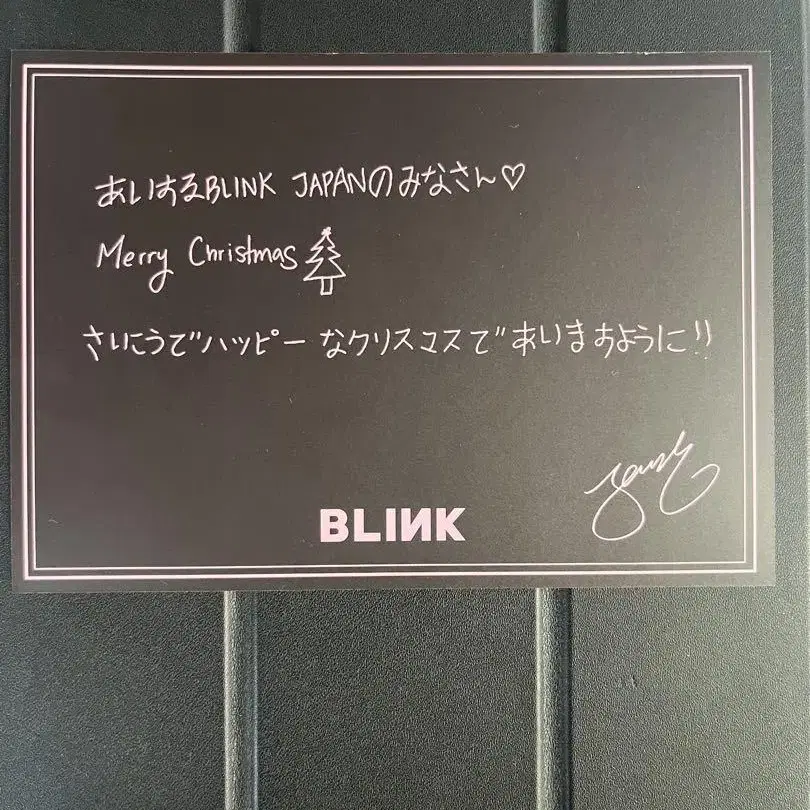 あいするBLINK JAPANのみなさん♡
Merry Christmas
さいこうでハッピーなクリスマスであいますように!!
BLINK